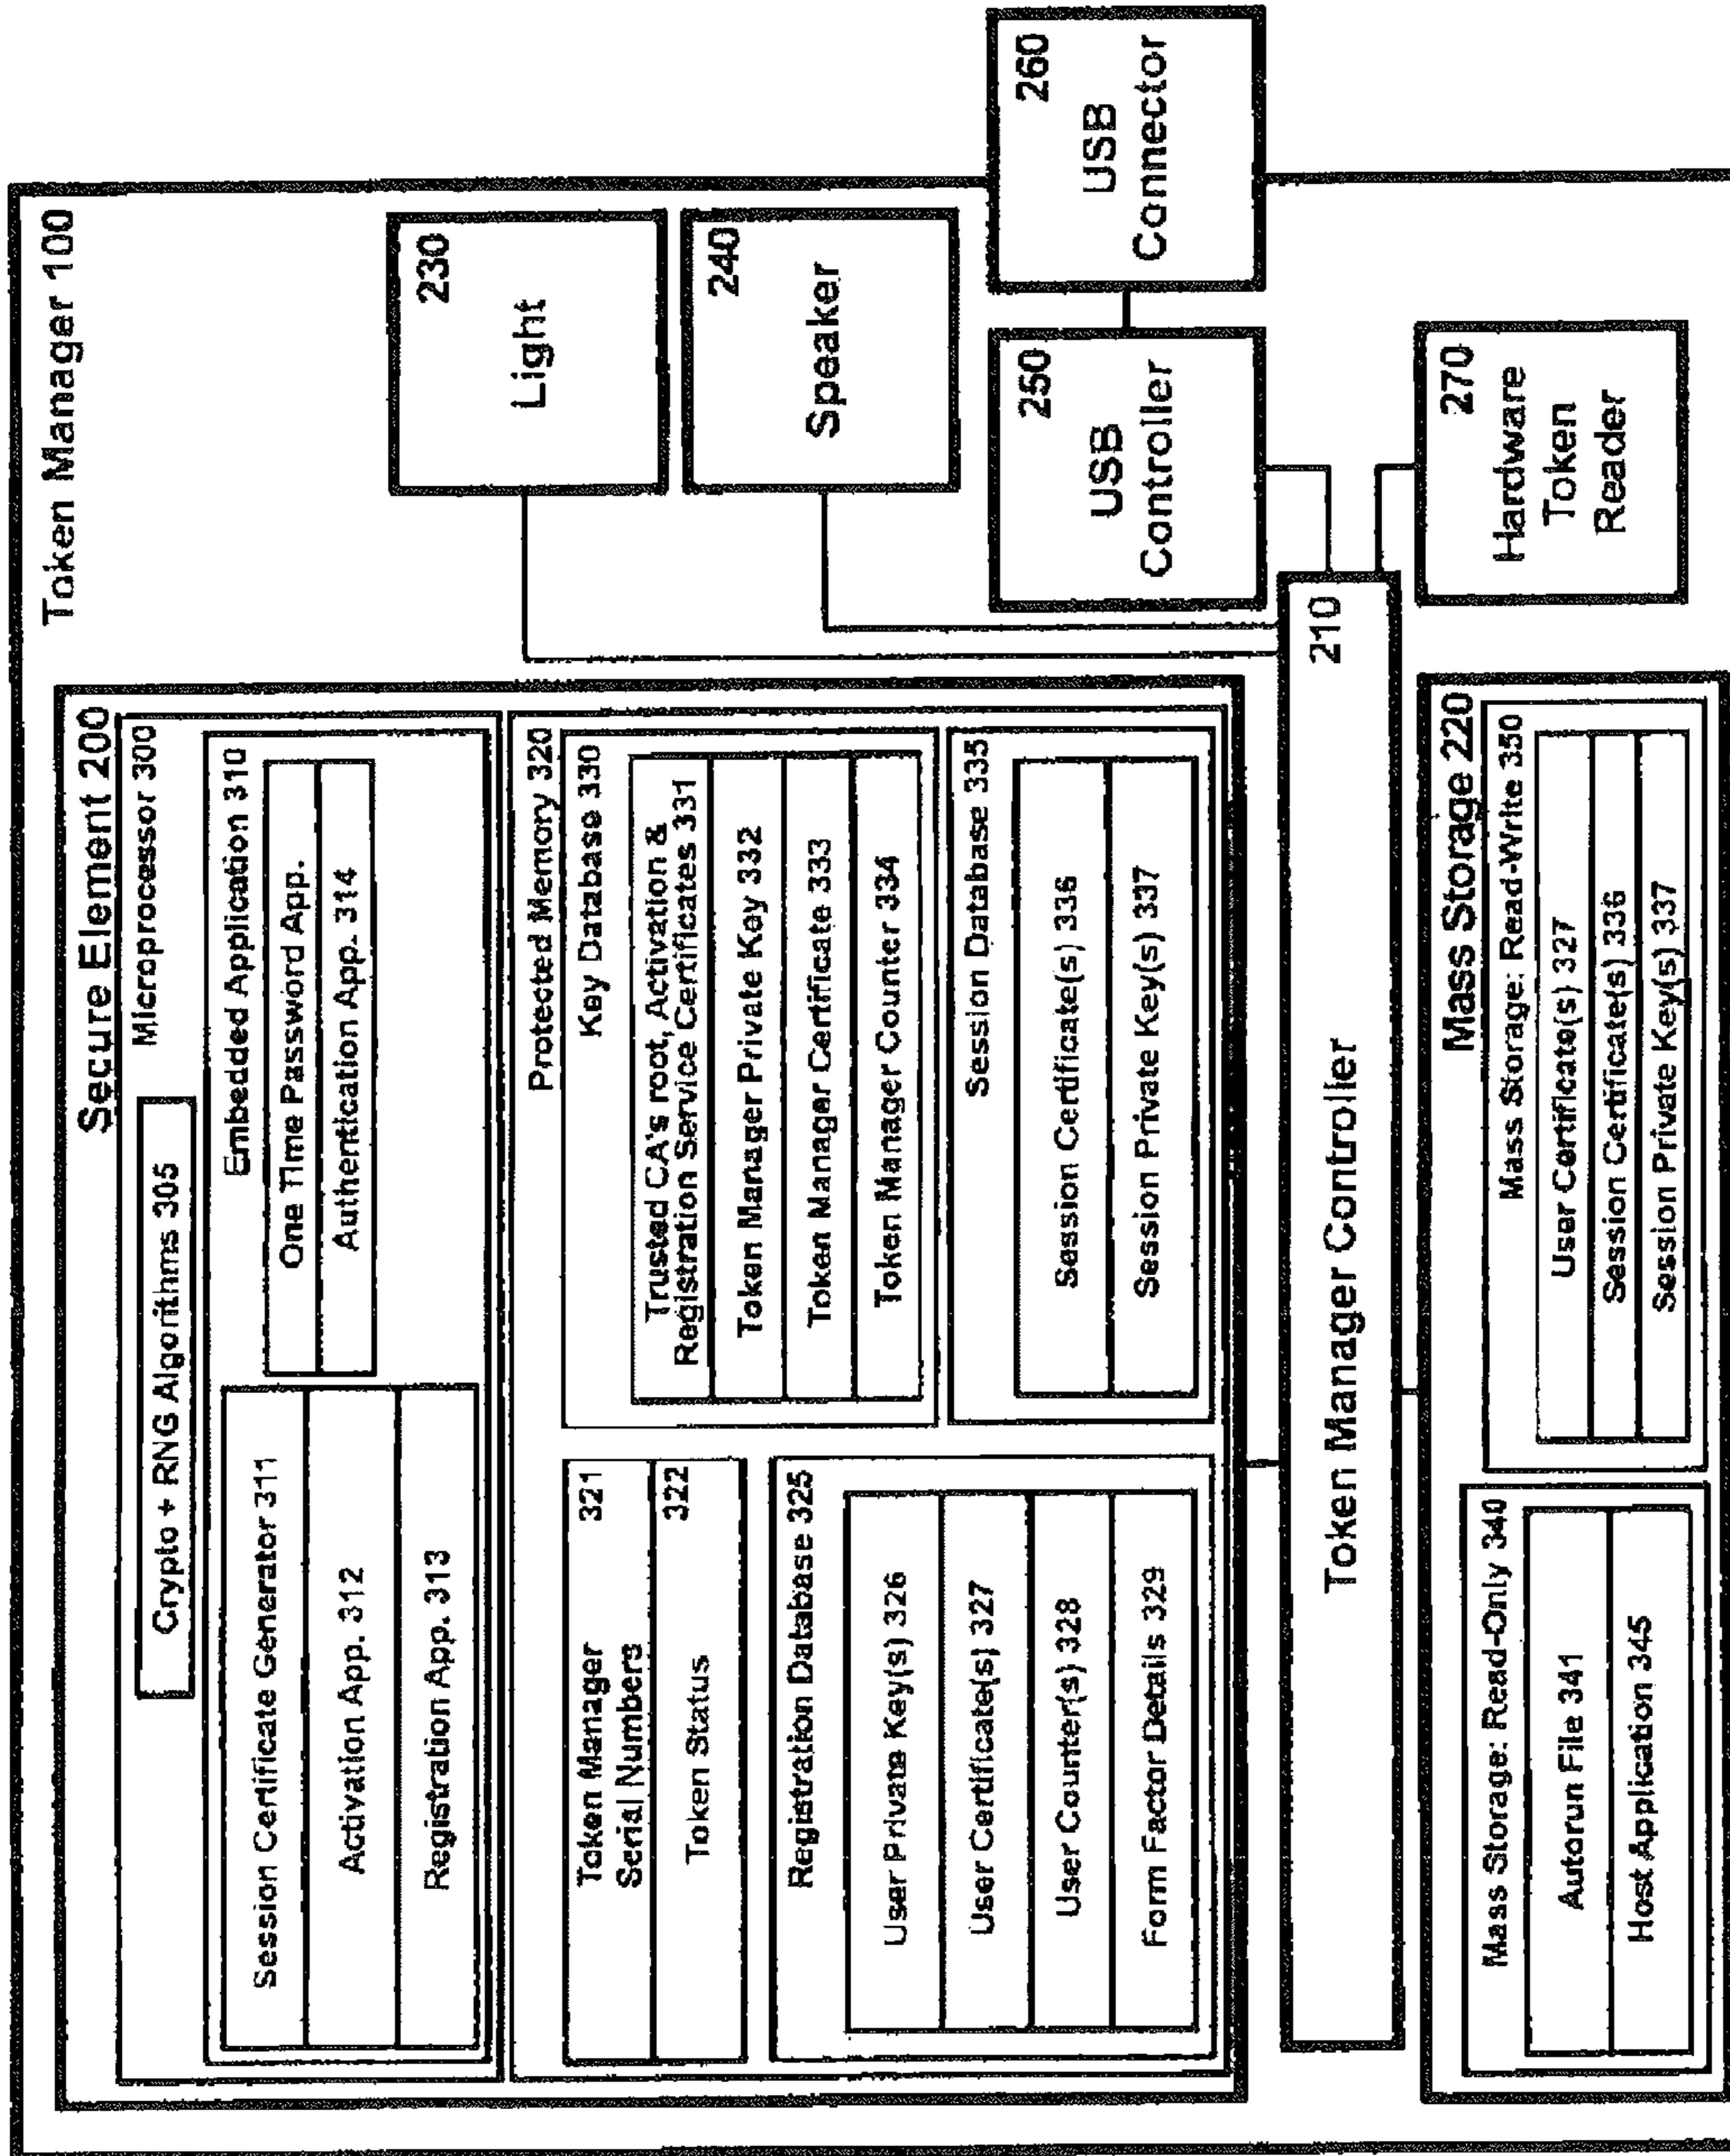 Token Manager 100
Secure Element 200
Crypto + RNG Algorithms 305
Microprocessor 300
Embedded Application 310
Session Certificate Generator 311
Activation App. 312
Registration App. 313
One Time Password App.
Authentication App. 314
Protected Memory 320
Token Manager
Serial Numbers
321
Token Status
322
Key Database 330
Trusted CA's root, Activation &
Registration Service Certificates 331
Token Manager Private Key 332
Token Manager Certificate 333
Token Manager Counter 334
Registration Database 325
User Private Key(s) 326
User Certificate(s) 327
User Counter(s) 328
Form Factor Details 329
Session Database 335
Session Certificate(s) 336
Session Private Key(s) 337
230
Light
240
Speaker
250
USB
Controller
260
USB
Connector
Token Manager Controller
210
270
Hardware
Token
Reader
Mass Storage 220
Mass Storage: Read-Only 340
Autorun File 341
Host Application 345
Mass Storage: Read-Write 350
User Certificate(s) 327
Session Certificate(s) 336
Session Private Key(s) 337